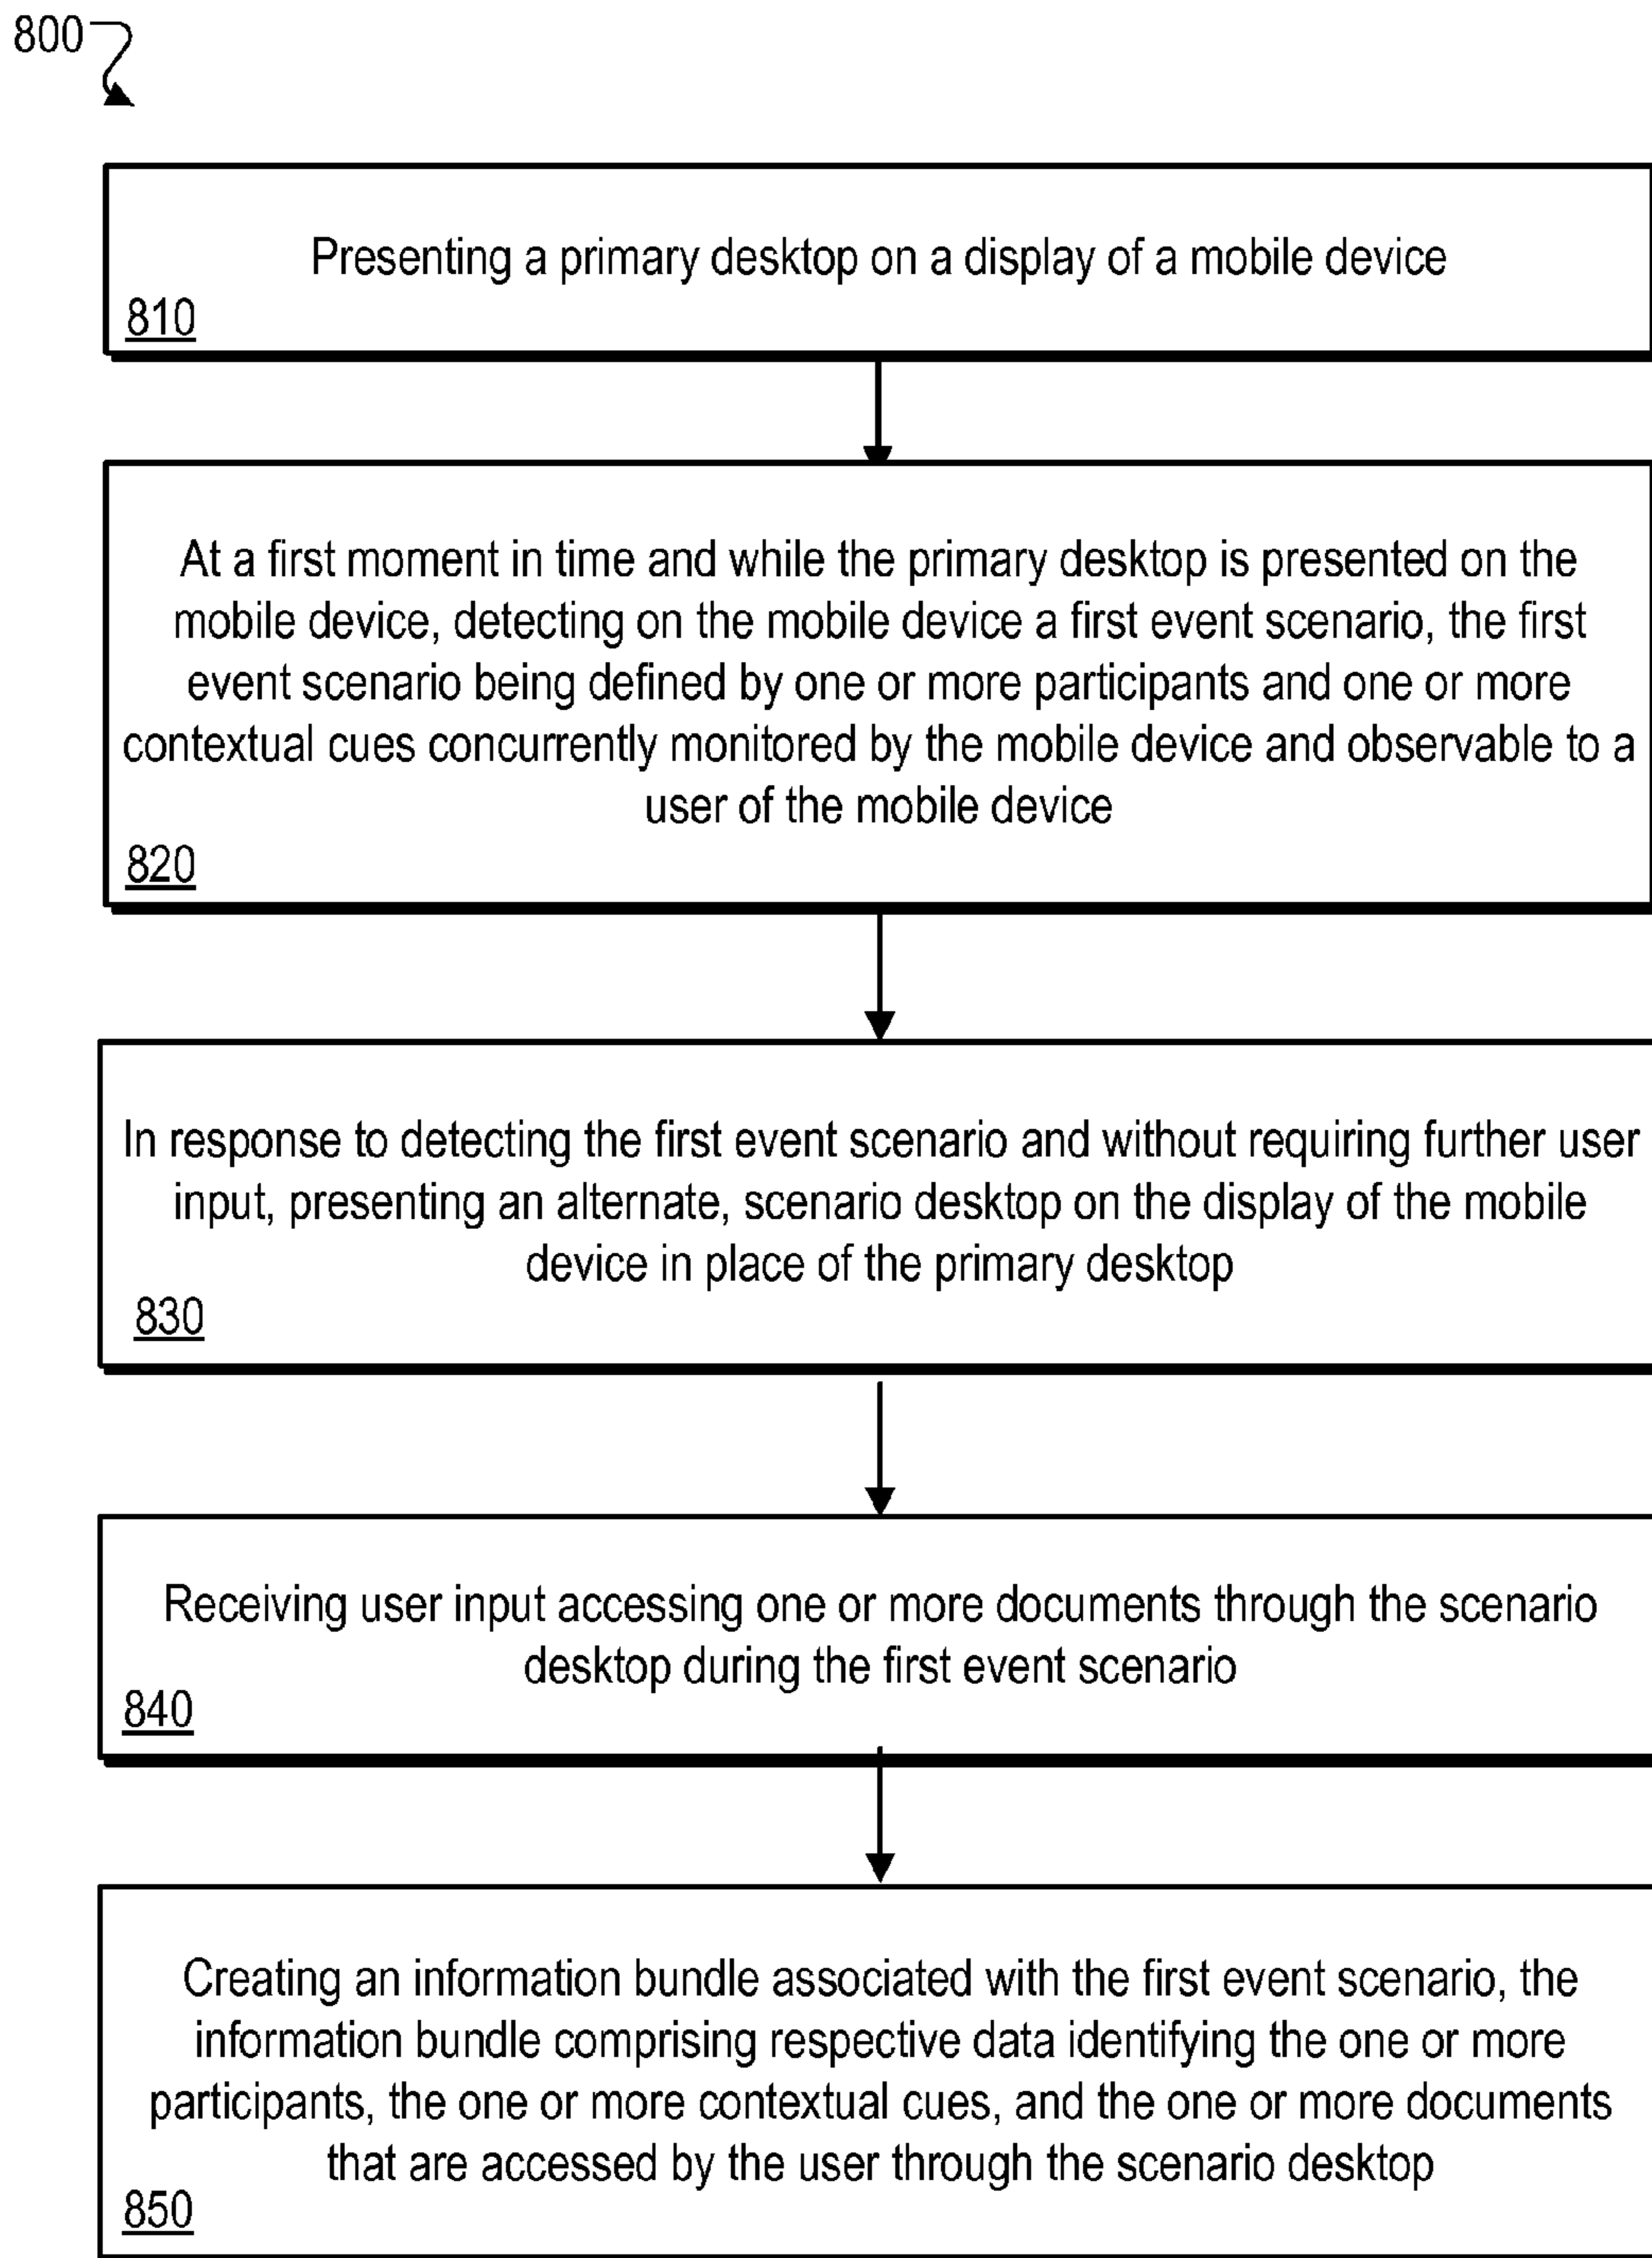 800
Presenting a primary desktop on a display of a mobile device
810
At a first moment in time and while the primary desktop is presented on the
mobile device, detecting on the mobile device a first event scenario, the first
event scenario being defined by one or more participants and one or more
contextual cues concurrently monitored by the mobile device and observable to a
user of the mobile device
820
In response to detecting the first event scenario and without requiring further user
input, presenting an alternate, scenario desktop on the display of the mobile
device in place of the primary desktop
830
Receiving user input accessing one or more documents through the scenario
desktop during the first event scenario
840
Creating an information bundle associated with the first event scenario, the
information bundle comprising respective data identifying the one or more
participants, the one or more contextual cues, and the one or more documents
that are accessed by the user through the scenario desktop
850